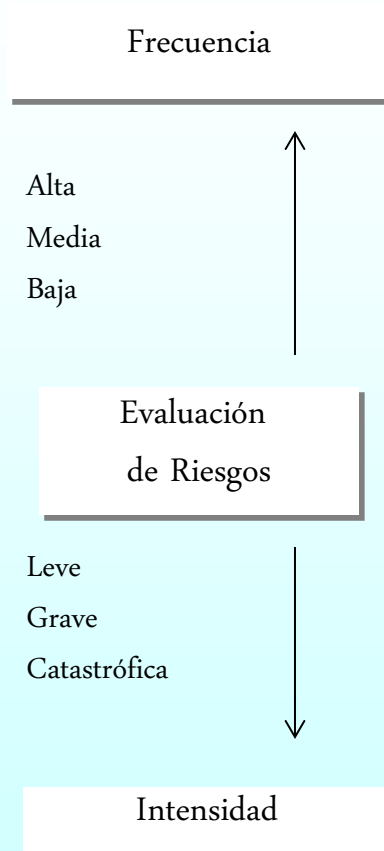 Frecuencia
Alta
Media
Baja
Evaluación
de Riesgos
Leve
Grave
Catastrófica
Intensidad